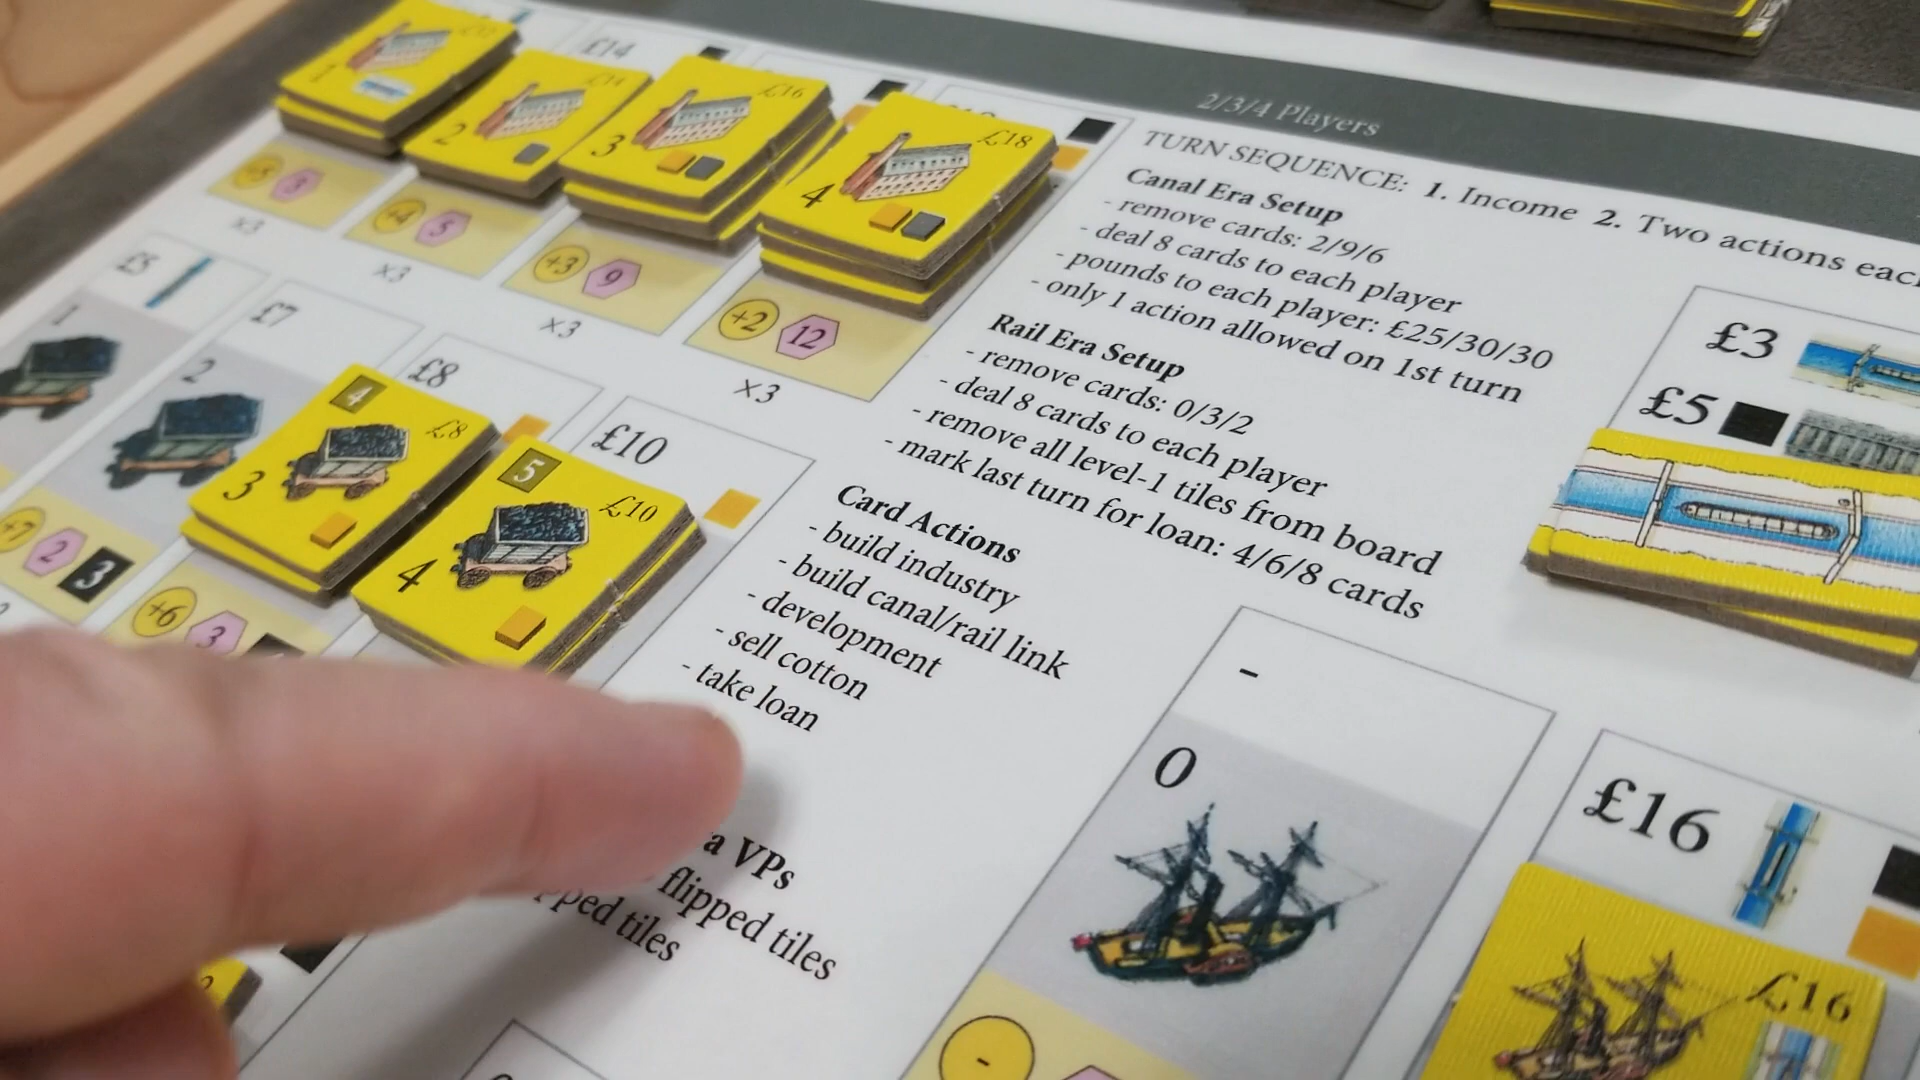 2/3/4 Players
TURN SEQUENCE: 1. Income 2. Two actions
Canal Era Setup
- remove cards: 2/9/6
- deal 8 cards to each player
- pounds to each player: £25/30/30
- only 1 action allowed on 1st turn
Rail Era Setup
- remove cards: 0/3/2
- deal 8 cards to each player
- remove all level-1 tiles from board
- mark last turn for loan: 4/6/8 cards
Card Actions
- build industry
- build canal/rail link
- development
- sell cotton
- take loan
VPs
flipped tiles
tiles
£14
1
2 £14
3 £16
4 £18
+5 3
+4 5
+3 9
+2 12
x3
x3
x3
x3
£5
£7
£8
£10
1
2
4 £8
3
5 £10
4
+7 2 3
+6 3
£3
£5
-
0
-
£16
£16